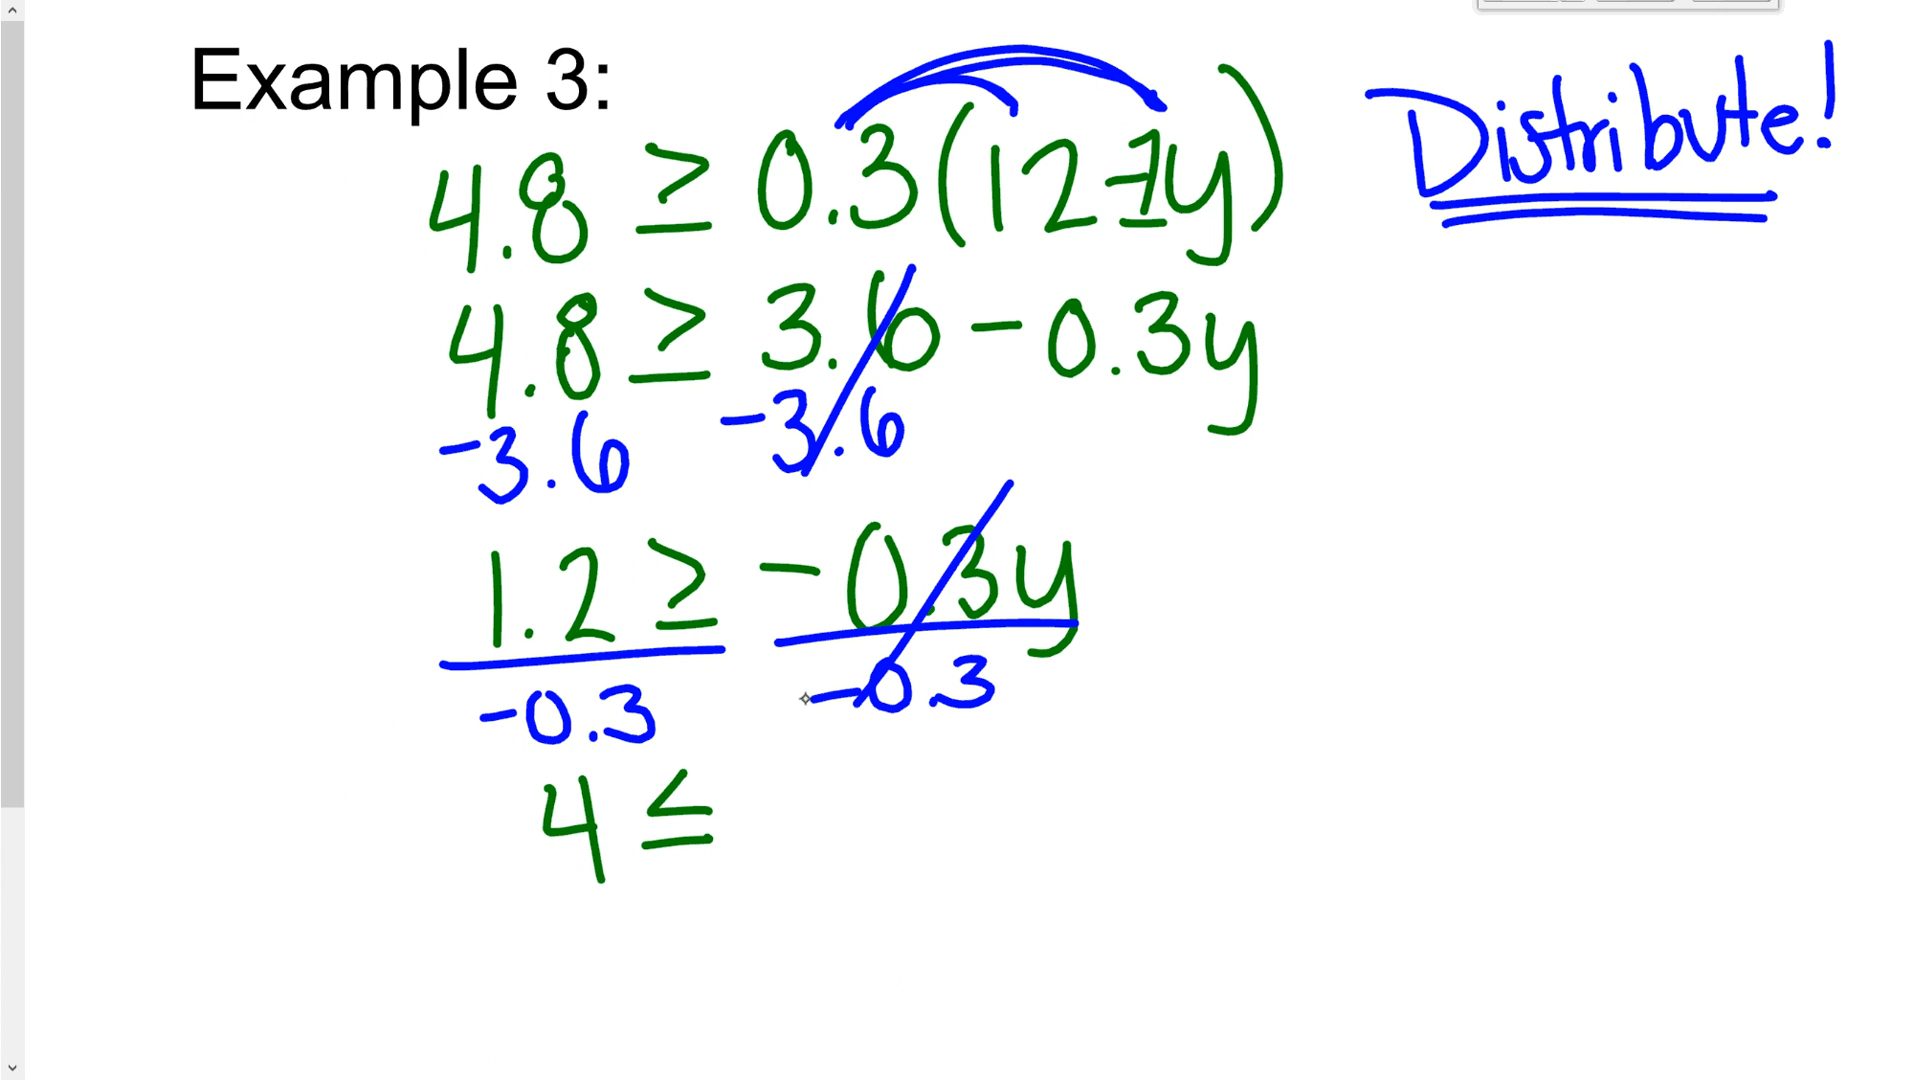 Example 3:
Distribute!
4.8 ≥ 0.3(12-1y)
4.8 ≥ 3.6 - 0.3y
-3.6 -3.6
1.2 ≥ -0.3y
-0.3 -0.3
4 ≤